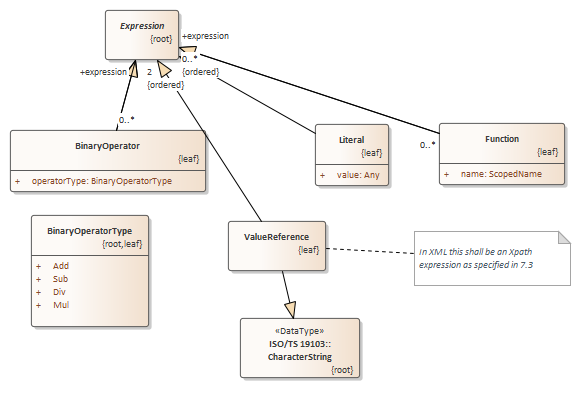 Expression
{root}
+expression
0..*
{ordered}
+expression
2
{ordered}
0..*
BinaryOperator
{leaf}
+ operatorType: BinaryOperatorType
Literal
{leaf}
+ value: Any
0..*
Function
{leaf}
+ name: ScopedName
BinaryOperatorType
{root,leaf}
+ Add
+ Sub
+ Div
+ Mul
ValueReference
{leaf}
In XML this shall be an Xpath
expression as specified in 7.3
«DataType»
ISO/TS 19103::
CharacterString
{root}